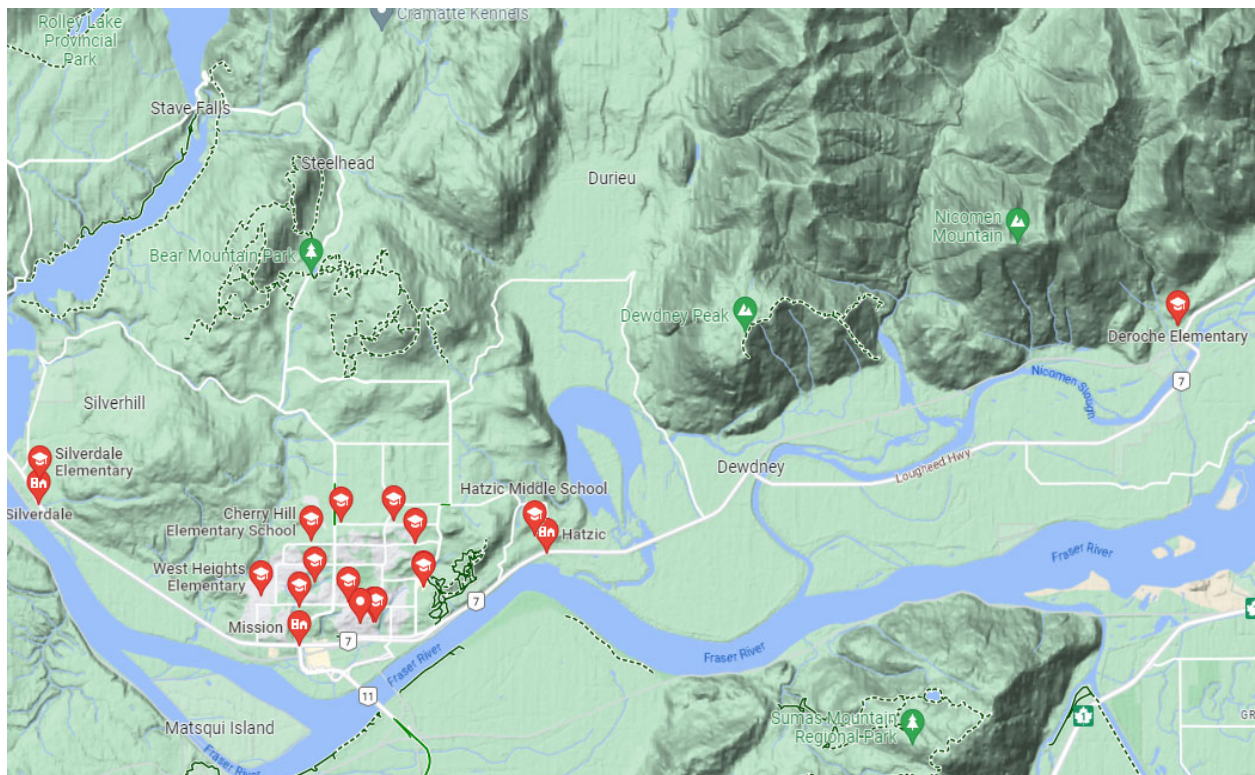 Cramatte Kennels
Rolley Lake
Provincial
Park
Stave Falls
Steelhead
Durieu
Nicomen
Mountain
Bear Mountain Park
Dewdney Peak
Deroche Elementary
Nicomen Slough
7
Silverhill
Silverdale
Elementary
Dewdney
Lougheed Hwy
Hatzic Middle School
Silverdale
Cherry Hill
Elementary School
Hatzic
Fraser River
West Heights
Elementary
7
Mission
7
Fraser River
Fraser River
11
Matsqui Island
Sumas Mountain
Regional Park
1
GR
Fraser River